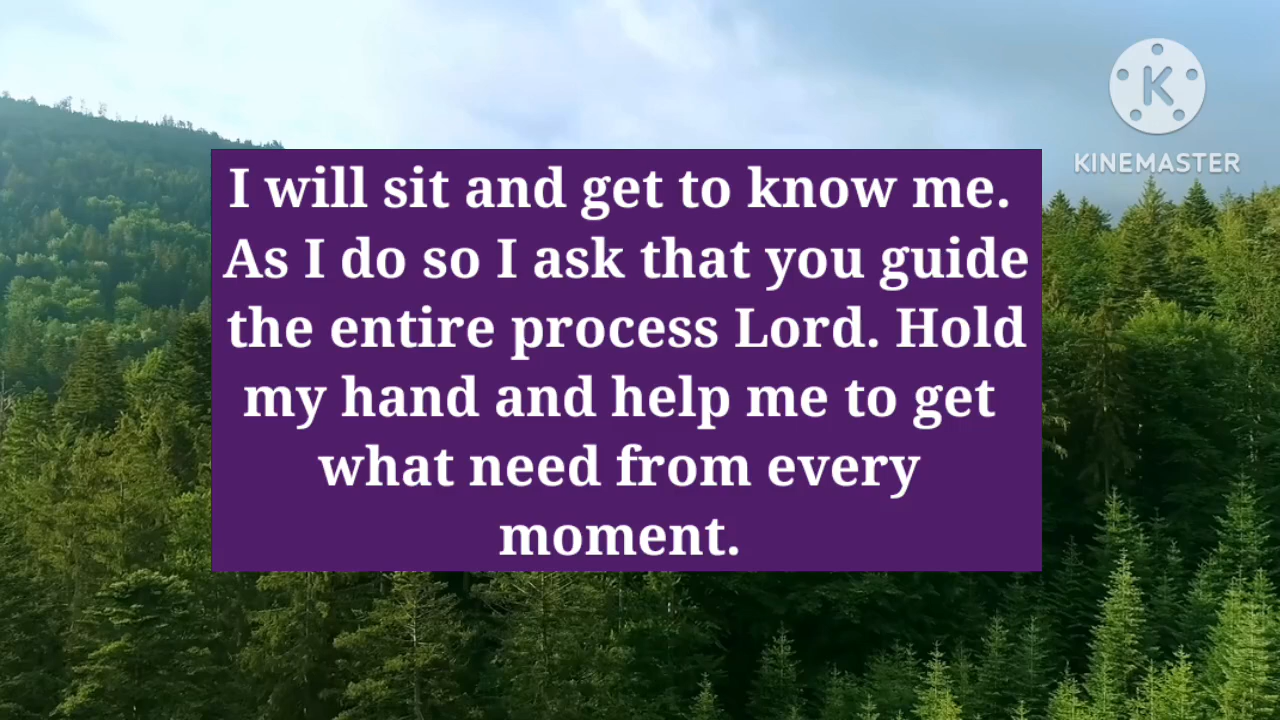 I will sit and get to know me.
As I do so I ask that you guide
the entire process Lord. Hold
my hand and help me to get
what need from every
moment.
K
KINEMASTER